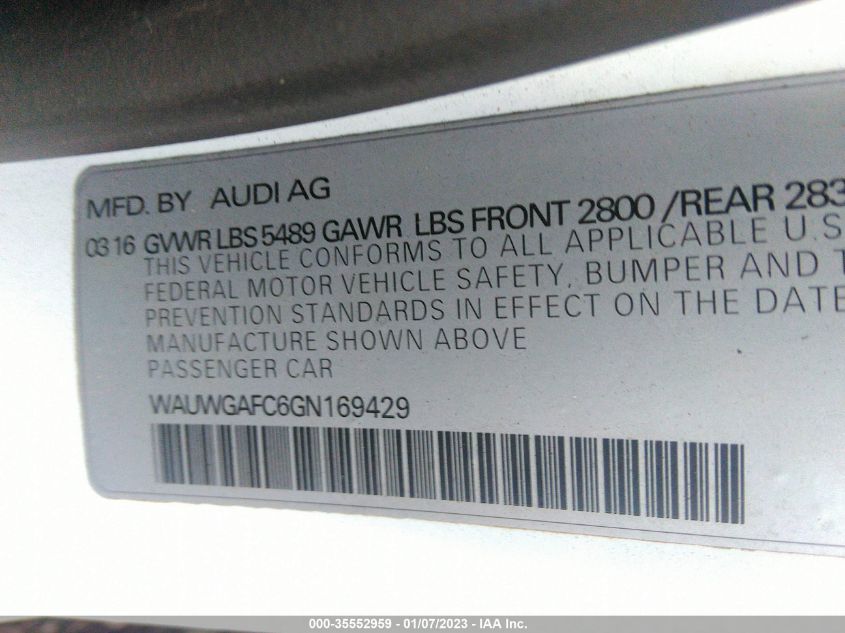 MFD. BY AUDI AG
03 16 GVWR LBS 5489 GAWR LBS FRONT 2800 /REAR 283
THIS VEHICLE CONFORMS TO ALL APPLICABLE U.S
FEDERAL MOTOR VEHICLE SAFETY, BUMPER AND T
PREVENTION STANDARDS IN EFFECT ON THE DATE
MANUFACTURE SHOWN ABOVE
PASSENGER CAR
WAUWGAFC6GN169429
000-35552959 - 01/07/2023 - IAA Inc.